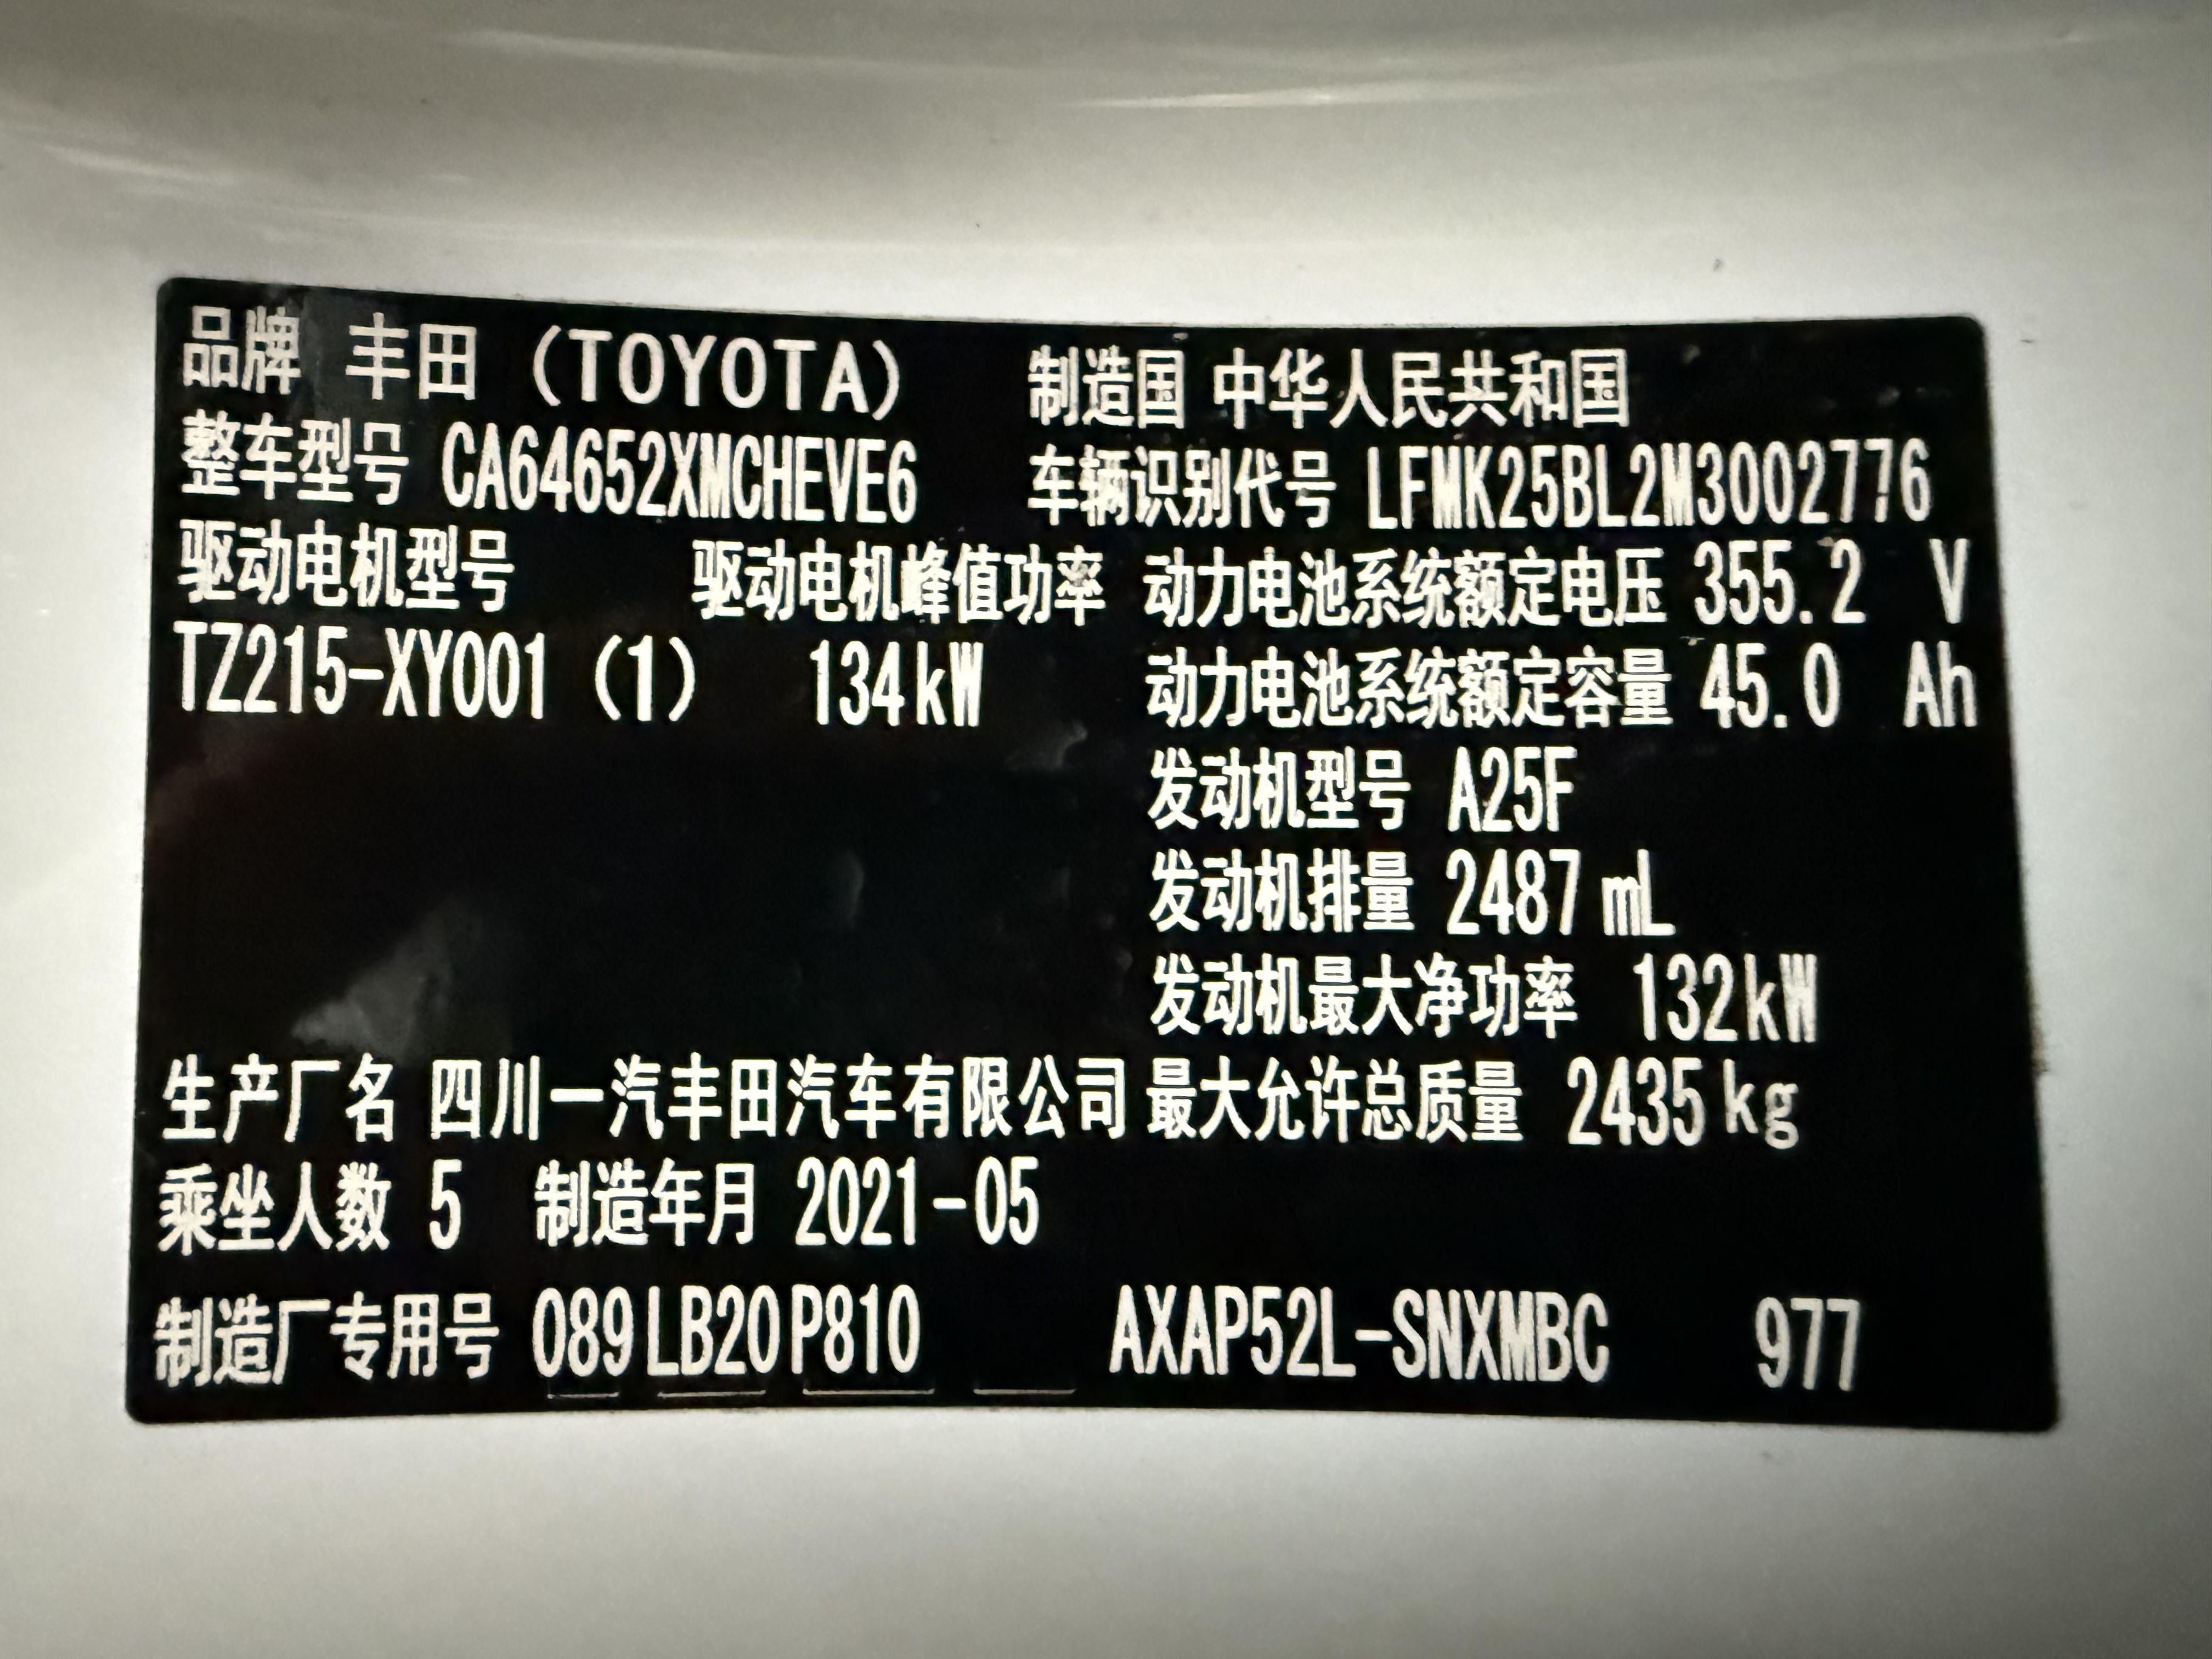 品牌 丰田 (TOYOTA) 制造国 中华人民共和国
整车型号 CA64652XMCHEVE6 车辆识别代号 LFMK25BL2M3002776
驱动电机型号 驱动电机峰值功率 动力电池系统额定电压 355.2 V
TZ215-XY001 (1) 134kW 动力电池系统额定容量 45.0 Ah
发动机型号 A25F
发动机排量 2487 mL
发动机最大净功率 132kW
生产厂名 四川一汽丰田汽车有限公司 最大允许总质量 2435kg
乘坐人数 5 制造年月 2021-05
制造厂专用号 089 LB20 P810 AXAP52L-SNXMBC 977